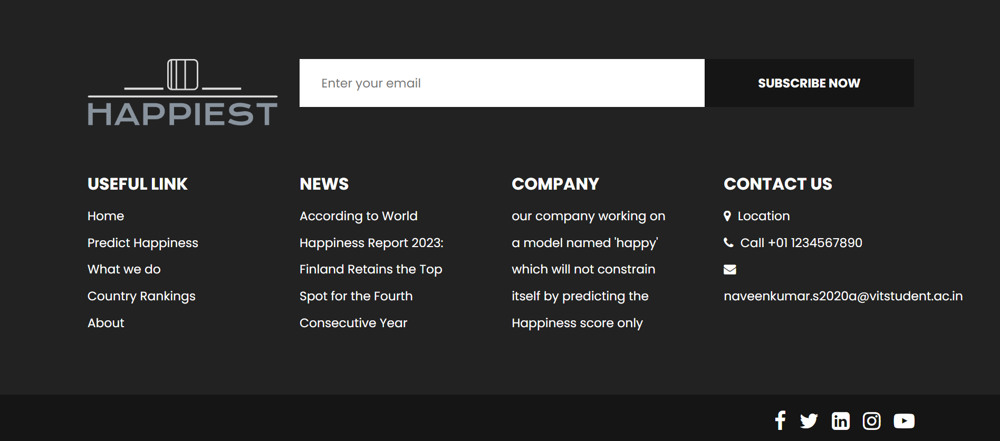 HAPPIEST
Enter your email
SUBSCRIBE NOW
USEFUL LINK
Home
Predict Happiness
What we do
Country Rankings
About
NEWS
According to World
Happiness Report 2023:
Finland Retains the Top
Spot for the Fourth
Consecutive Year
COMPANY
our company working on
a model named 'happy'
which will not constrain
itself by predicting the
Happiness score only
CONTACT US
Location
Call +01 1234567890
naveenkumar.s2020a@vitstudent.ac.in